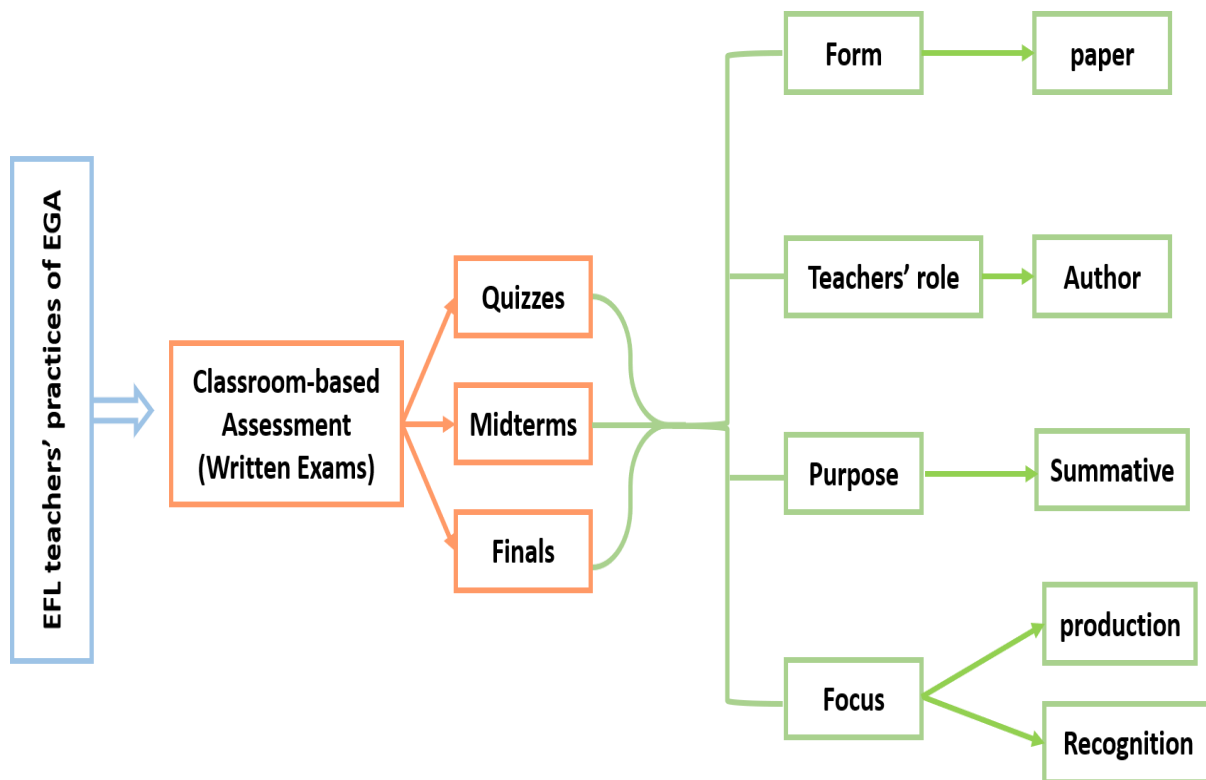 EFL teachers’ practices of EGA
Classroom-based
Assessment
(Written Exams)
Quizzes
Midterms
Finals
Form
paper
Teachers’ role
Author
Purpose
Summative
Focus
production
Recognition